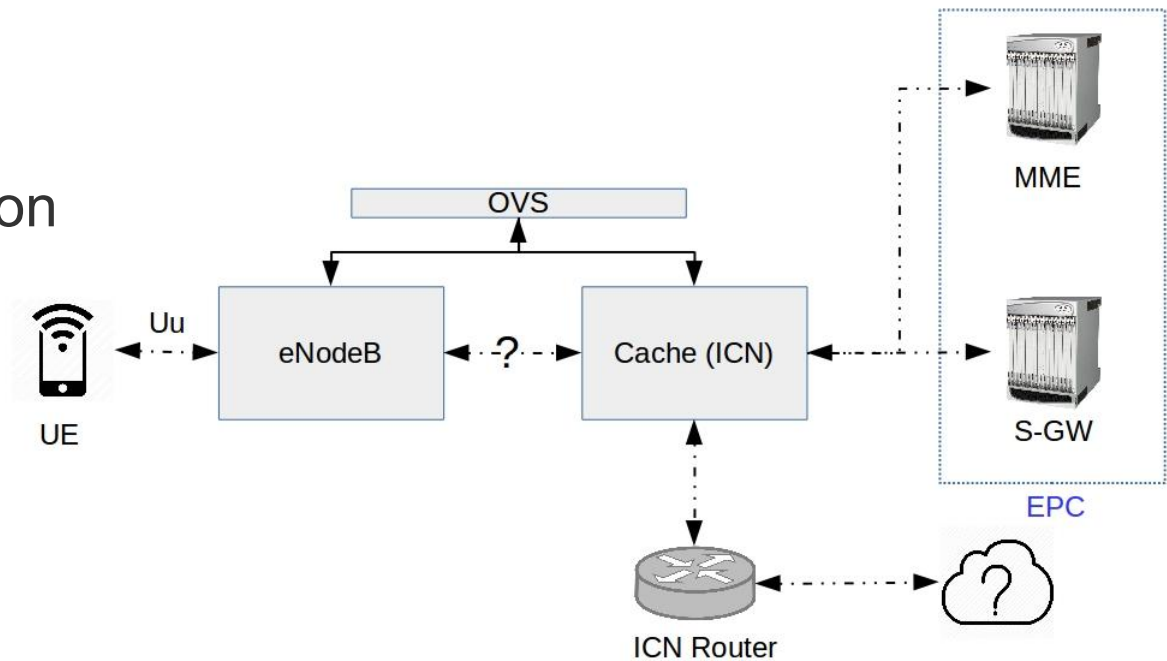 on
OVS
MME
Uu
eNodeB
?
Cache (ICN)
UE
S-GW
EPC
?
ICN Router